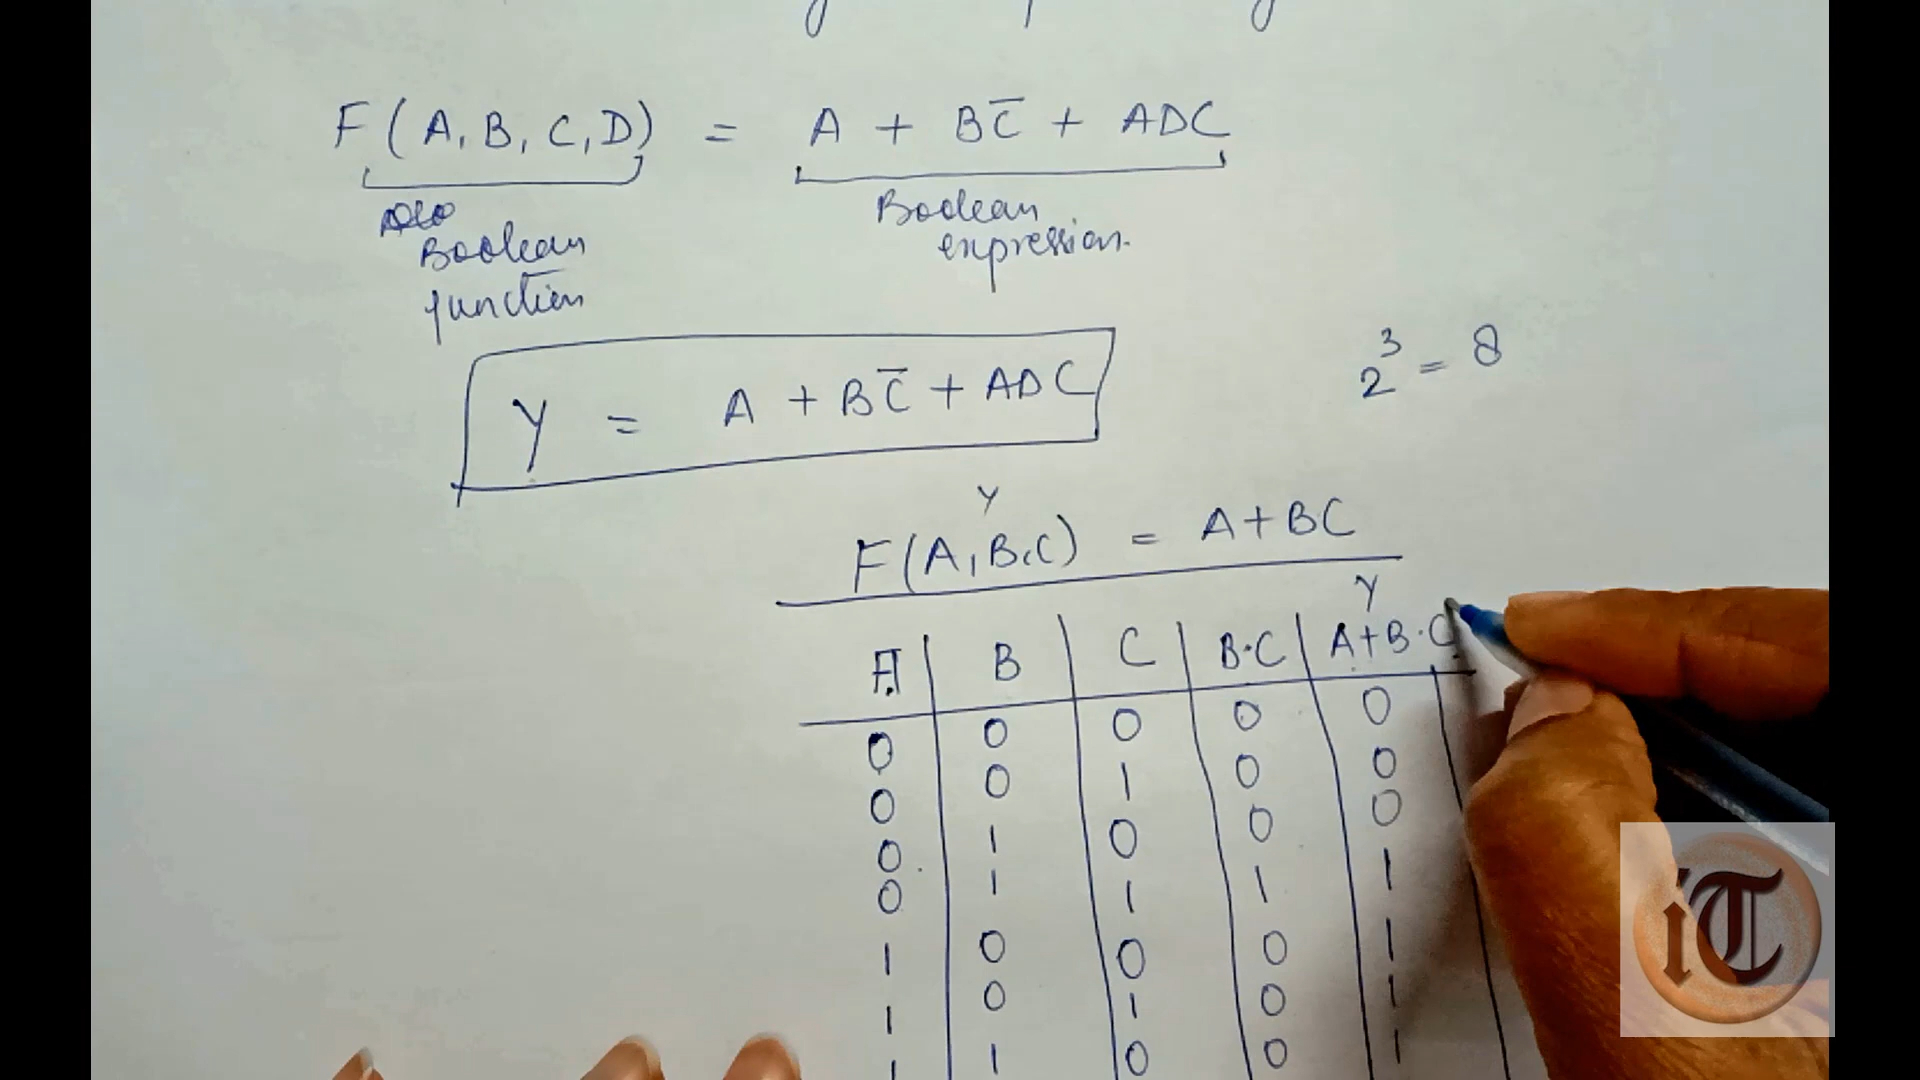 F(A,B,C,D) = A + BC̅ + ADC
Boolean
function
Boolean
expression.
Y = A + BC̅ + ADC
2³ = 8
Y
F(A,B,C) = A+BC
Y
A B C B·C A+B·C
0 0 0 0 0
0 0 1 0 0
0 1 0 0 0
0 1 1 1 1
1 0 0 0 1
1 0 1 0 1
1 1 0 0 1
iT